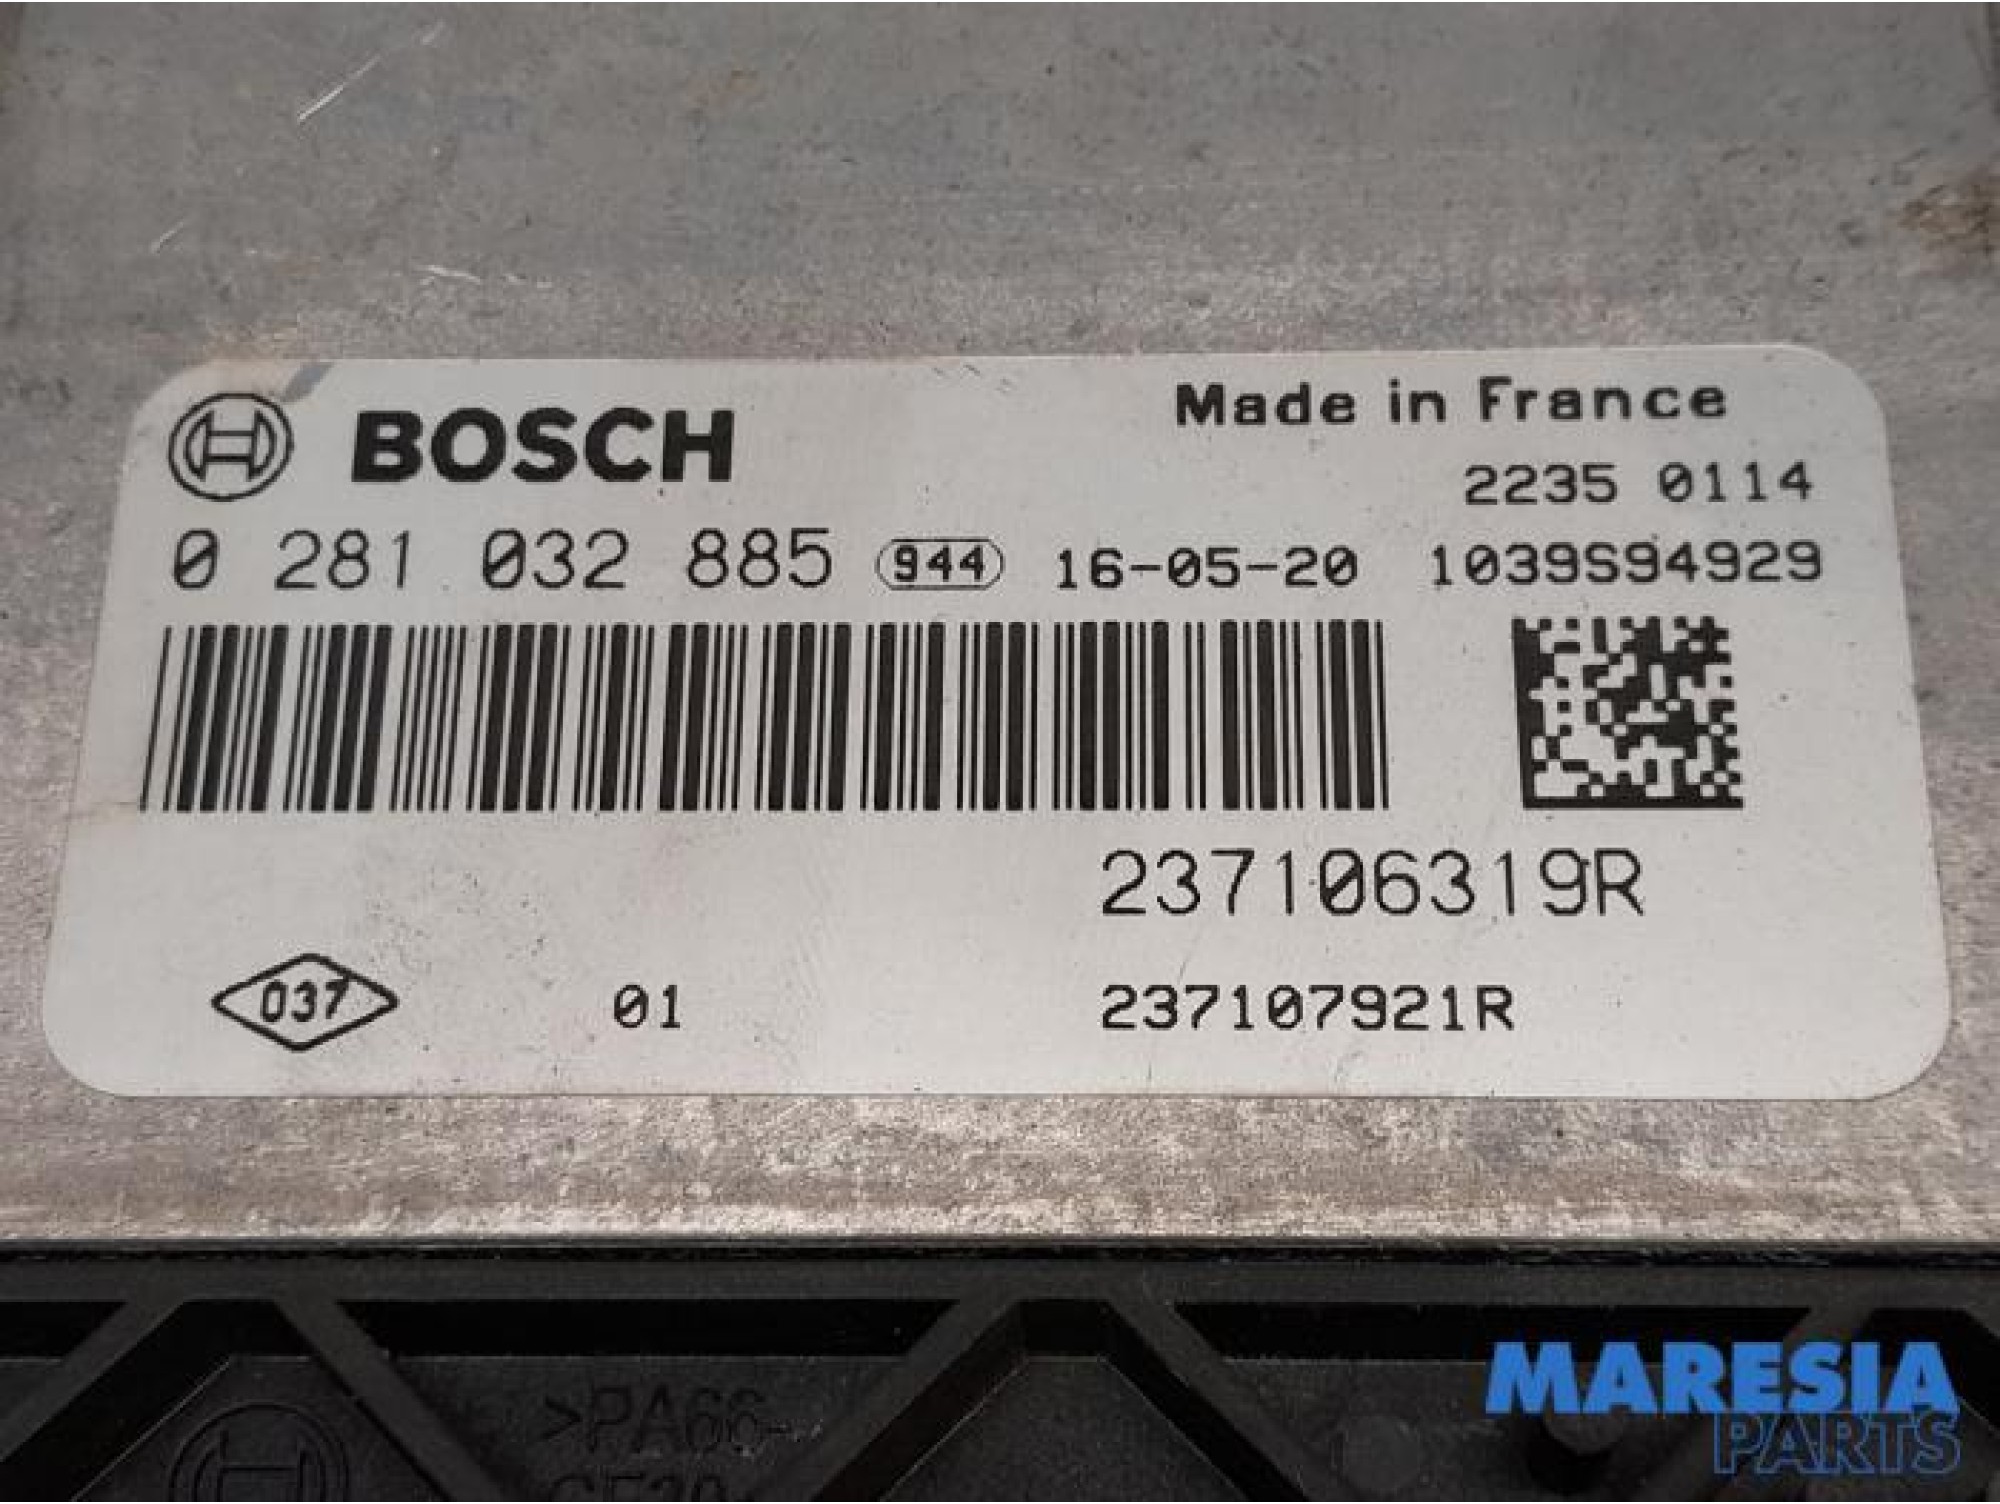 BOSCH
Made in France
2235 0114
0 281 032 885 944 16-05-20 1039S94929
237106319R
037 01 237107921R
>PA66-
MARESIA
PARTS